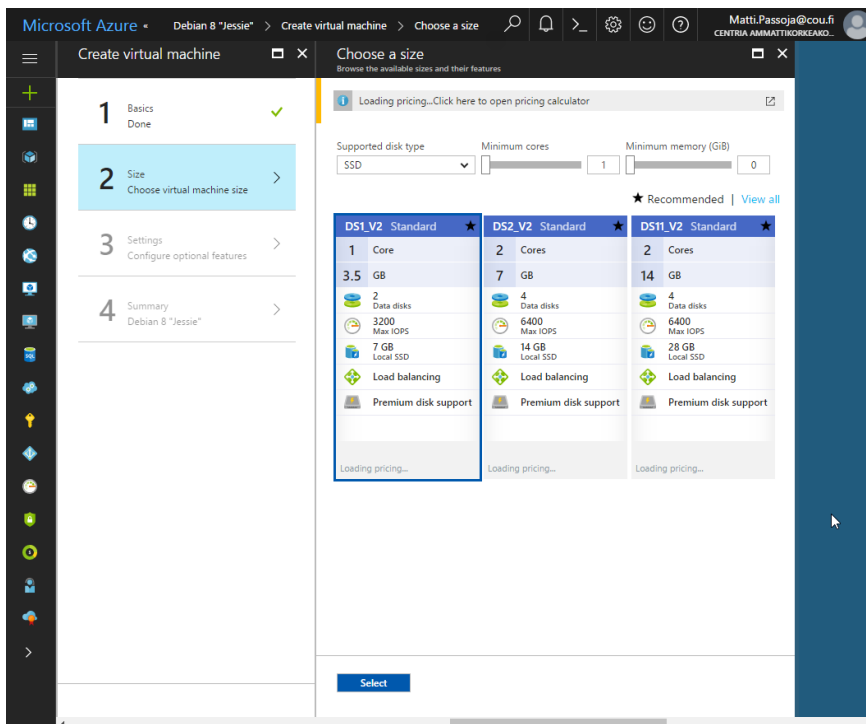 Microsoft Azure « Debian 8 "Jessie" > Create virtual machine > Choose a size
Matti.Passoja@cou.fi
CENTRIA AMMATTIKORKEAKO...
Create virtual machine
1
Basics
Done
2
Size
Choose virtual machine size
3
Settings
Configure optional features
4
Summary
Debian 8 "Jessie"
Choose a size
Browse the available sizes and their features
Loading pricing...Click here to open pricing calculator
Supported disk type Minimum cores Minimum memory (GiB)
SSD 1 0
★ Recommended | View all
DS1_V2 Standard ★
1 Core
3.5 GB
2
Data disks
3200
Max IOPS
7 GB
Local SSD
Load balancing
Premium disk support
Loading pricing...
DS2_V2 Standard ★
2 Cores
7 GB
4
Data disks
6400
Max IOPS
14 GB
Local SSD
Load balancing
Premium disk support
Loading pricing...
DS11_V2 Standard ★
2 Cores
14 GB
4
Data disks
6400
Max IOPS
28 GB
Local SSD
Load balancing
Premium disk support
Loading pricing...
Select